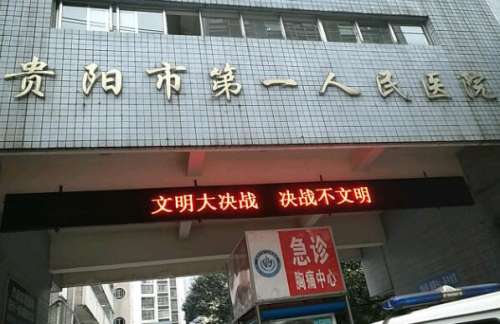 贵阳市第一人民医院
文明大决战 决战不文明
急诊
胸痛中心